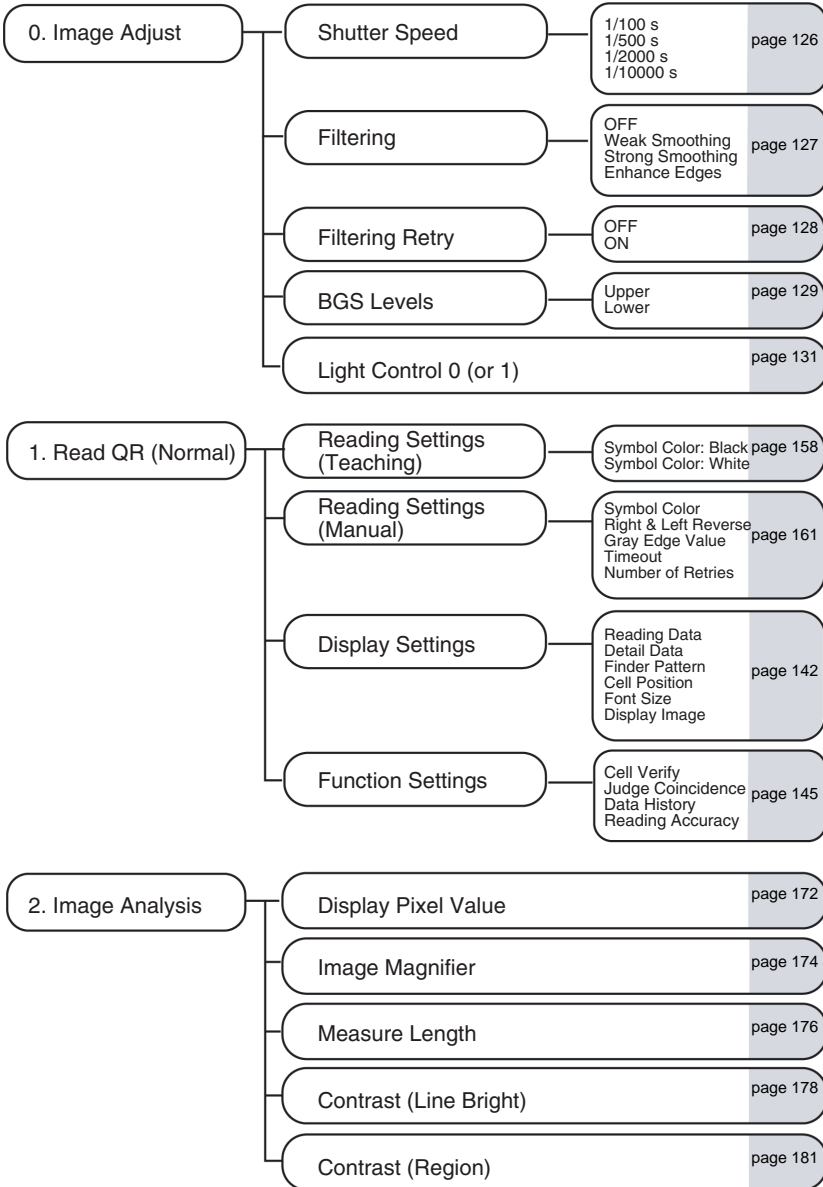 0. Image Adjust
Shutter Speed
1/100 s
1/500 s
1/2000 s
1/10000 s
page 126
Filtering
OFF
Weak Smoothing
Strong Smoothing
Enhance Edges
page 127
Filtering Retry
OFF
ON
page 128
BGS Levels
Upper
Lower
page 129
Light Control 0 (or 1)
page 131
1. Read QR (Normal)
Reading Settings
(Teaching)
Symbol Color: Black
Symbol Color: White
page 158
Reading Settings
(Manual)
Symbol Color
Right & Left Reverse
Gray Edge Value
Timeout
Number of Retries
page 161
Display Settings
Reading Data
Detail Data
Finder Pattern
Cell Position
Font Size
Display Image
page 142
Function Settings
Cell Verify
Judge Coincidence
Data History
Reading Accuracy
page 145
2. Image Analysis
Display Pixel Value
page 172
Image Magnifier
page 174
Measure Length
page 176
Contrast (Line Bright)
page 178
Contrast (Region)
page 181